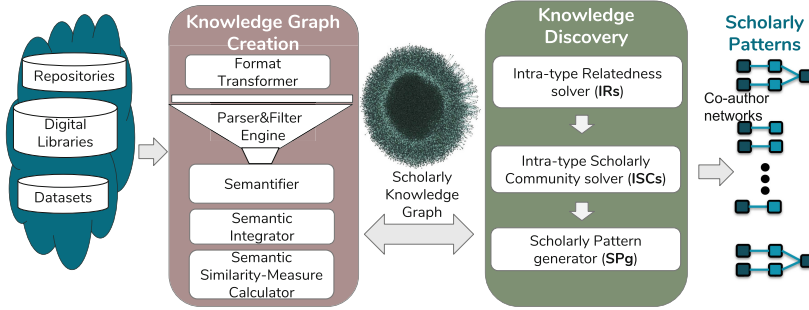 Repositories
Digital
Libraries
Datasets
Knowledge Graph
Creation
Format
Transformer
Parser&Filter
Engine
Semantifier
Semantic
Integrator
Semantic
Similarity-Measure
Calculator
Scholarly
Knowledge
Graph
Knowledge
Discovery
Intra-type Relatedness
solver (IRs)
Intra-type Scholarly
Community solver (ISCs)
Scholarly Pattern
generator (SPg)
Scholarly
Patterns
Co-author
networks